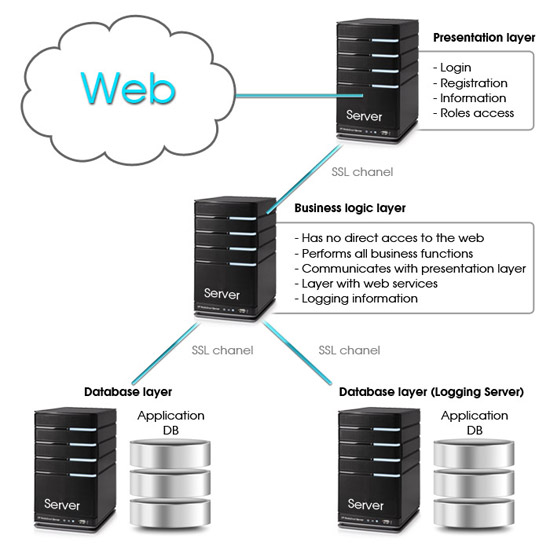 Web
Server
Presentation layer
- Login
- Registration
- Information
- Roles access
SSL chanel
Business logic layer
- Has no direct acces to the web
- Performs all business functions
- Communicates with presentation layer
- Layer with web services
- Logging information
Server
SSL chanel
SSL chanel
Database layer
Application
DB
Server
Database layer (Logging Server)
Application
DB
Server